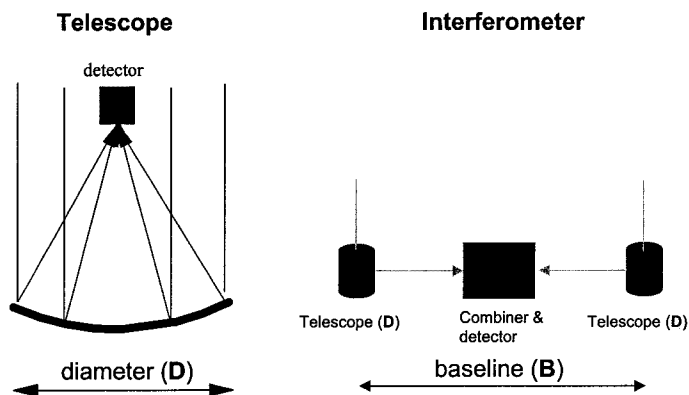 Telescope
detector
diameter (D)
Interferometer
Telescope (D)
Combiner &
detector
Telescope (D)
baseline (B)